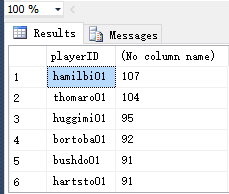 100 %
Results Messages
playerID (No column name)
1 hamilbi01 107
2 thomaro01 104
3 huggimi01 95
4 bortoba01 92
5 bushdo01 91
6 hartsto01 91